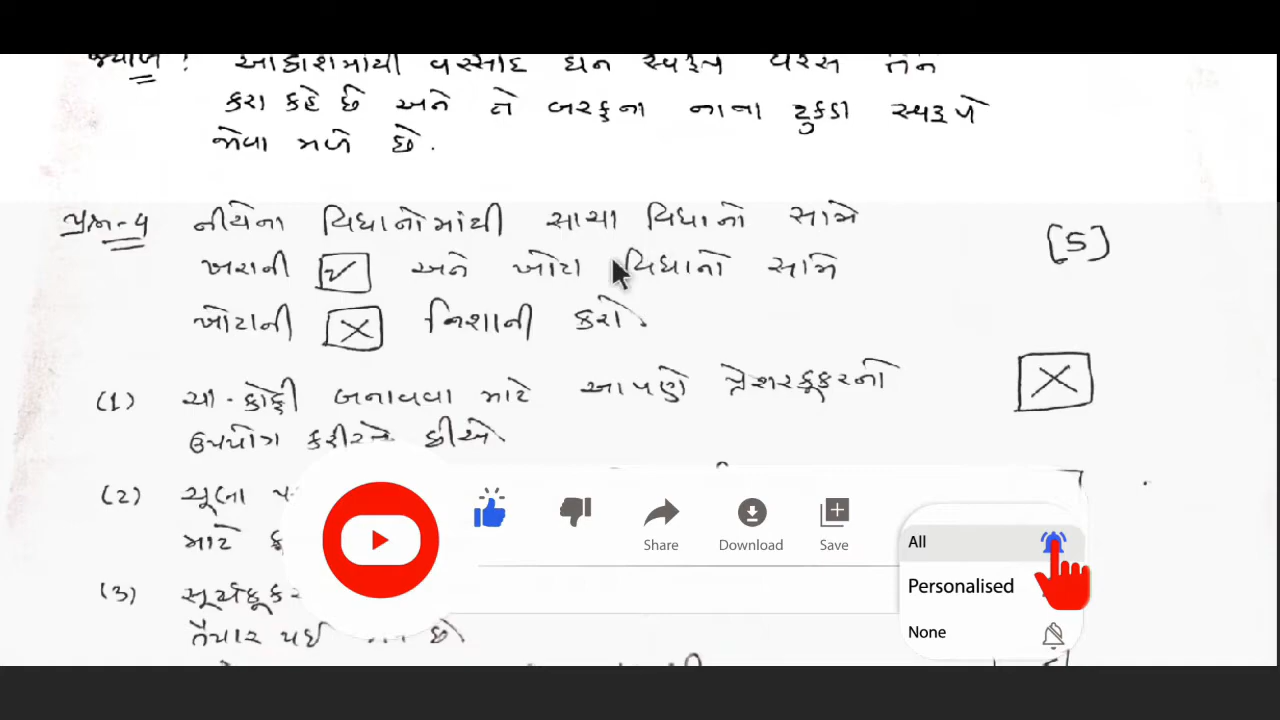 જવાબ : આકાશમાંથી વરસાદ ઘન સ્વરૂપે વરસે તેને
કરા કહે છે અને તે બરફના નાના ટુકડા સ્વરૂપે
જોવા મળે છે.
પ્રશ્ન-4 નીચેના વિધાનોમાંથી સાચા વિધાનો સામે [5]
ખરાની ✓ અને ખોટા વિધાનો સામે
ખોટાની ✗ નિશાની કરો.
(1) ચા-કોફી બનાવવા માટે આપણે પ્રેશરકૂકરનો ✗
ઉપયોગ કરીએ છીએ
(2) ચૂલા
માટે
(3) સૂર્યકૂકર
તૈયાર થઈ છે
Share Download Save
All
Personalised
None